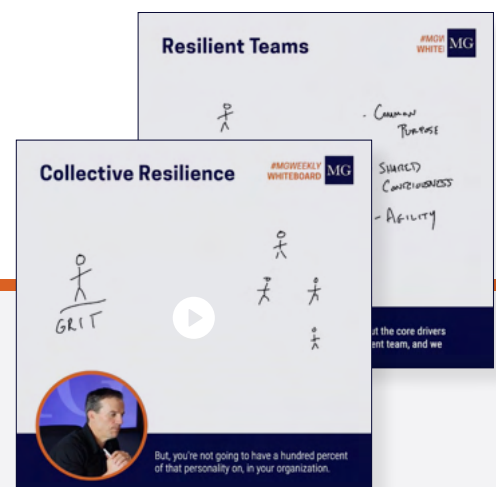 Resilient Teams
WHITE
MG
- Common
Purpose
Shared
Consciousness
- Agility
ut the core drivers
ent team, and we
Collective Resilience
#MGWEEKLY
WHITEBOARD
MG
GRIT
But, you're not going to have a hundred percent
of that personality on, in your organization.